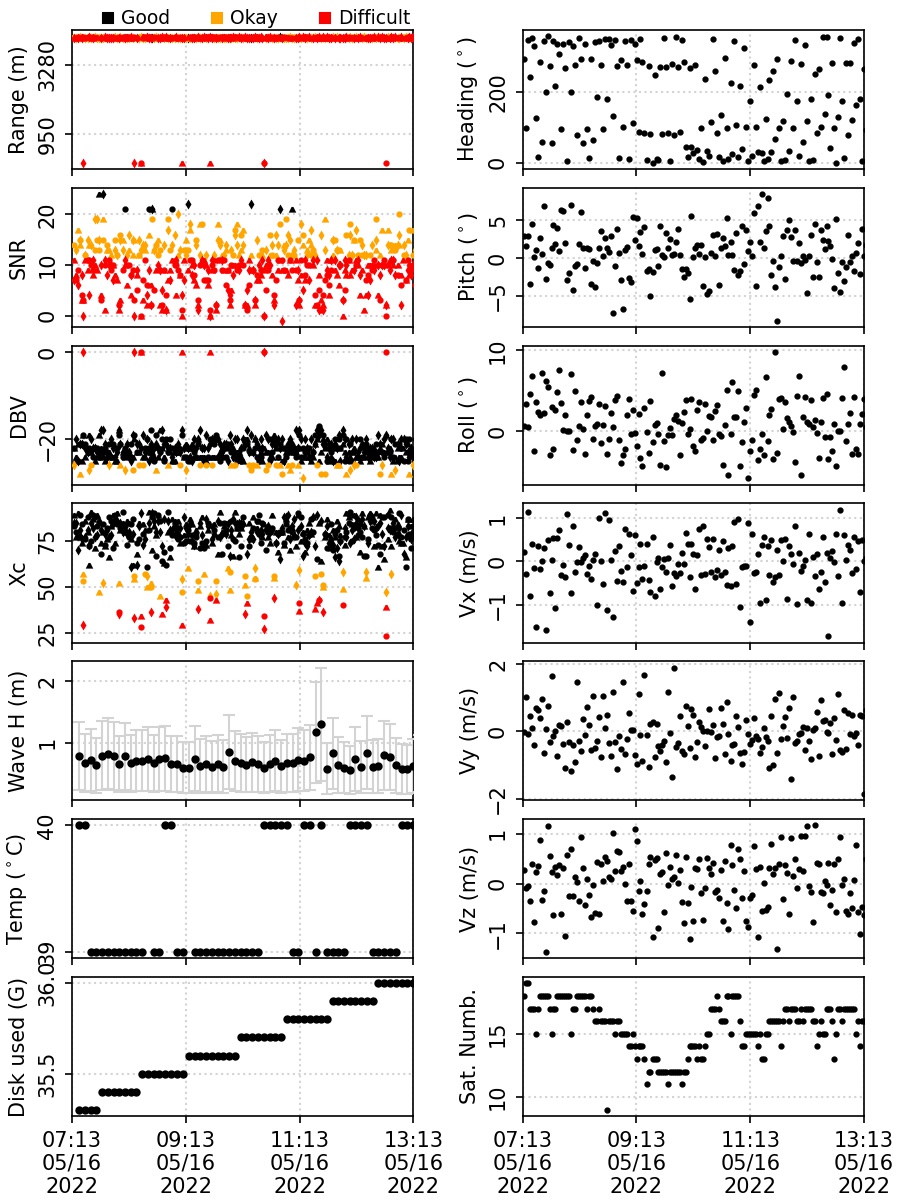 Good Okay Difficult
Range (m)
3280
950
Heading (°)
200
0
SNR
20
10
0
Pitch (°)
5
0
−5
DBV
0
−20
Roll (°)
10
0
Xc
75
50
25
Vx (m/s)
1
0
−1
Wave H (m)
2
1
Vy (m/s)
2
0
−2
Temp (°C)
40
39
Vz (m/s)
1
0
−1
Disk used (G)
36.0
35.5
Sat. Numb.
15
10
07:13 09:13 11:13 13:13
05/16 05/16 05/16 05/16
2022 2022 2022 2022
07:13 09:13 11:13 13:13
05/16 05/16 05/16 05/16
2022 2022 2022 2022